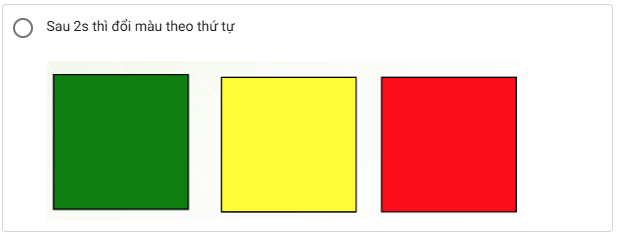 Sau 2s thì đổi màu theo thứ tự